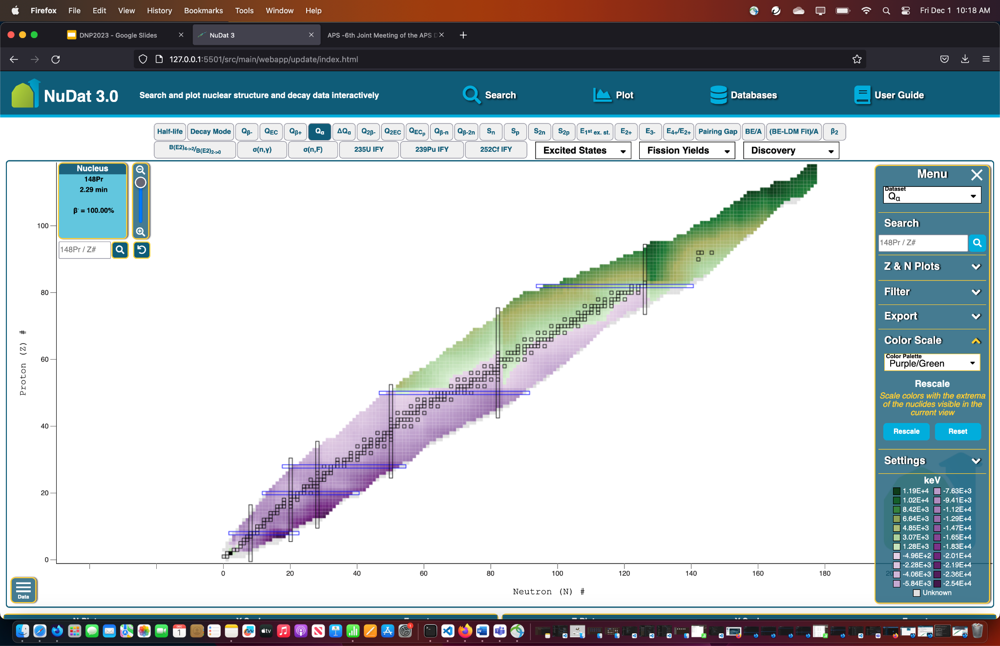 Firefox File Edit View History Bookmarks Tools Window Help Fri Dec 1 10:18 AM
DNP2023 - Google Slides NuDat 3 APS -6th Joint Meeting of the APS D
127.0.0.1:5501/src/main/webapp/update/index.html
NuDat 3.0 Search and plot nuclear structure and decay data interactively Search Plot Databases User Guide
Half-life Decay Mode Qβ- QEC Qβ+ Qα ΔQα Q2β- Q2EC QECp Qβ-n Qβ-2n Sn Sp S2n S2p E1st ex. st. E2+ E3- E4+/E2+ Pairing Gap BE/A (BE-LDM Fit)/A β2
B(E2)4->2/B(E2)2->0 σ(n,γ) σ(n,F) 235U IFY 239Pu IFY 252Cf IFY Excited States Fission Yields Discovery
Nucleus
148Pr
2.29 min
β- = 100.00%
148Pr / Z#
100
80
60
40
20
0
Proton (Z) #
0 20 40 60 80 100 120 140 160 180 20
Neutron (N) #
Data
Menu
Dataset
Qα
Search
148Pr / Z#
Z & N Plots
Filter
Export
Color Scale
Color Palette
Purple/Green
Rescale
Scale colors with the extrema
of the nuclides visible in the
current view
Rescale Reset
Settings
keV
1.19E+4 -7.63E+3
1.02E+4 -9.41E+3
8.42E+3 -1.12E+4
6.64E+3 -1.29E+4
4.85E+3 -1.47E+4
3.07E+3 -1.65E+4
1.28E+3 -1.83E+4
-4.96E+2 -2.01E+4
-2.28E+3 -2.19E+4
-4.06E+3 -2.36E+4
-5.84E+3 -2.54E+4
Unknown
DEC
1
tv
1